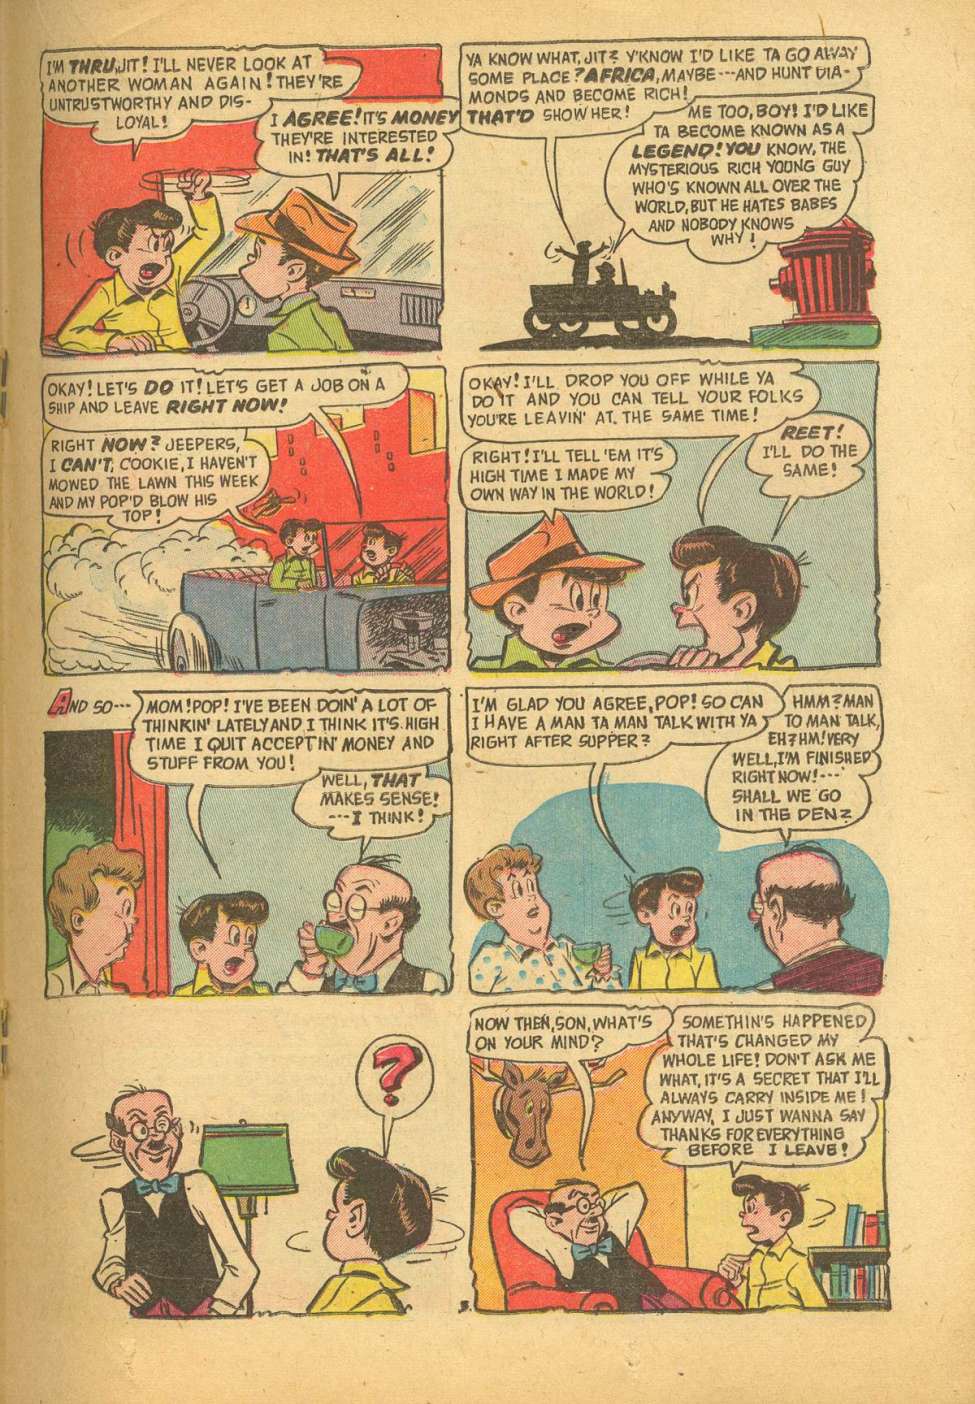 I'M THRU, JIT! I'LL NEVER LOOK AT
ANOTHER WOMAN AGAIN! THEY'RE
UNTRUSTWORTHY AND DIS-
LOYAL!
I AGREE! IT'S MONEY
THEY'RE INTERESTED
IN! THAT'S ALL!
YA KNOW WHAT, JIT? Y'KNOW I'D LIKE TA GO AWAY
SOME PLACE? AFRICA, MAYBE---AND HUNT DIA-
MONDS AND BECOME RICH!
THAT'D SHOW HER!
ME TOO, BOY! I'D LIKE
TA BECOME KNOWN AS A
LEGEND! YOU KNOW, THE
MYSTERIOUS RICH YOUNG GUY
WHO'S KNOWN ALL OVER THE
WORLD, BUT HE HATES BABES
AND NOBODY KNOWS
WHY!
OKAY! LET'S DO IT! LET'S GET A JOB ON A
SHIP AND LEAVE RIGHT NOW!
RIGHT NOW? JEEPERS,
I CAN'T, COOKIE, I HAVEN'T
MOWED THE LAWN THIS WEEK
AND MY POP'D BLOW HIS
TOP!
OKAY! I'LL DROP YOU OFF WHILE YA
DO IT AND YOU CAN TELL YOUR FOLKS
YOU'RE LEAVIN' AT THE SAME TIME!
RIGHT! I'LL TELL 'EM IT'S
HIGH TIME I MADE MY
OWN WAY IN THE WORLD!
REET!
I'LL DO THE
SAME!
AND SO---
MOM! POP! I'VE BEEN DOIN' A LOT OF
THINKIN' LATELY AND I THINK IT'S HIGH
TIME I QUIT ACCEPTIN' MONEY AND
STUFF FROM YOU!
WELL, THAT
MAKES SENSE!
---I THINK!
I'M GLAD YOU AGREE, POP! SO CAN
I HAVE A MAN TA MAN TALK WITH YA
RIGHT AFTER SUPPER?
HMM? MAN
TO MAN TALK,
EH? HM! VERY
WELL, I'M FINISHED
RIGHT NOW!---
SHALL WE GO
IN THE DEN?
?
NOW THEN, SON, WHAT'S
ON YOUR MIND?
SOMETHIN'S HAPPENED
THAT'S CHANGED MY
WHOLE LIFE! DON'T ASK ME
WHAT, IT'S A SECRET THAT I'LL
ALWAYS CARRY INSIDE ME!
ANYWAY, I JUST WANNA SAY
THANKS FOR EVERYTHING
BEFORE I LEAVE!
3.